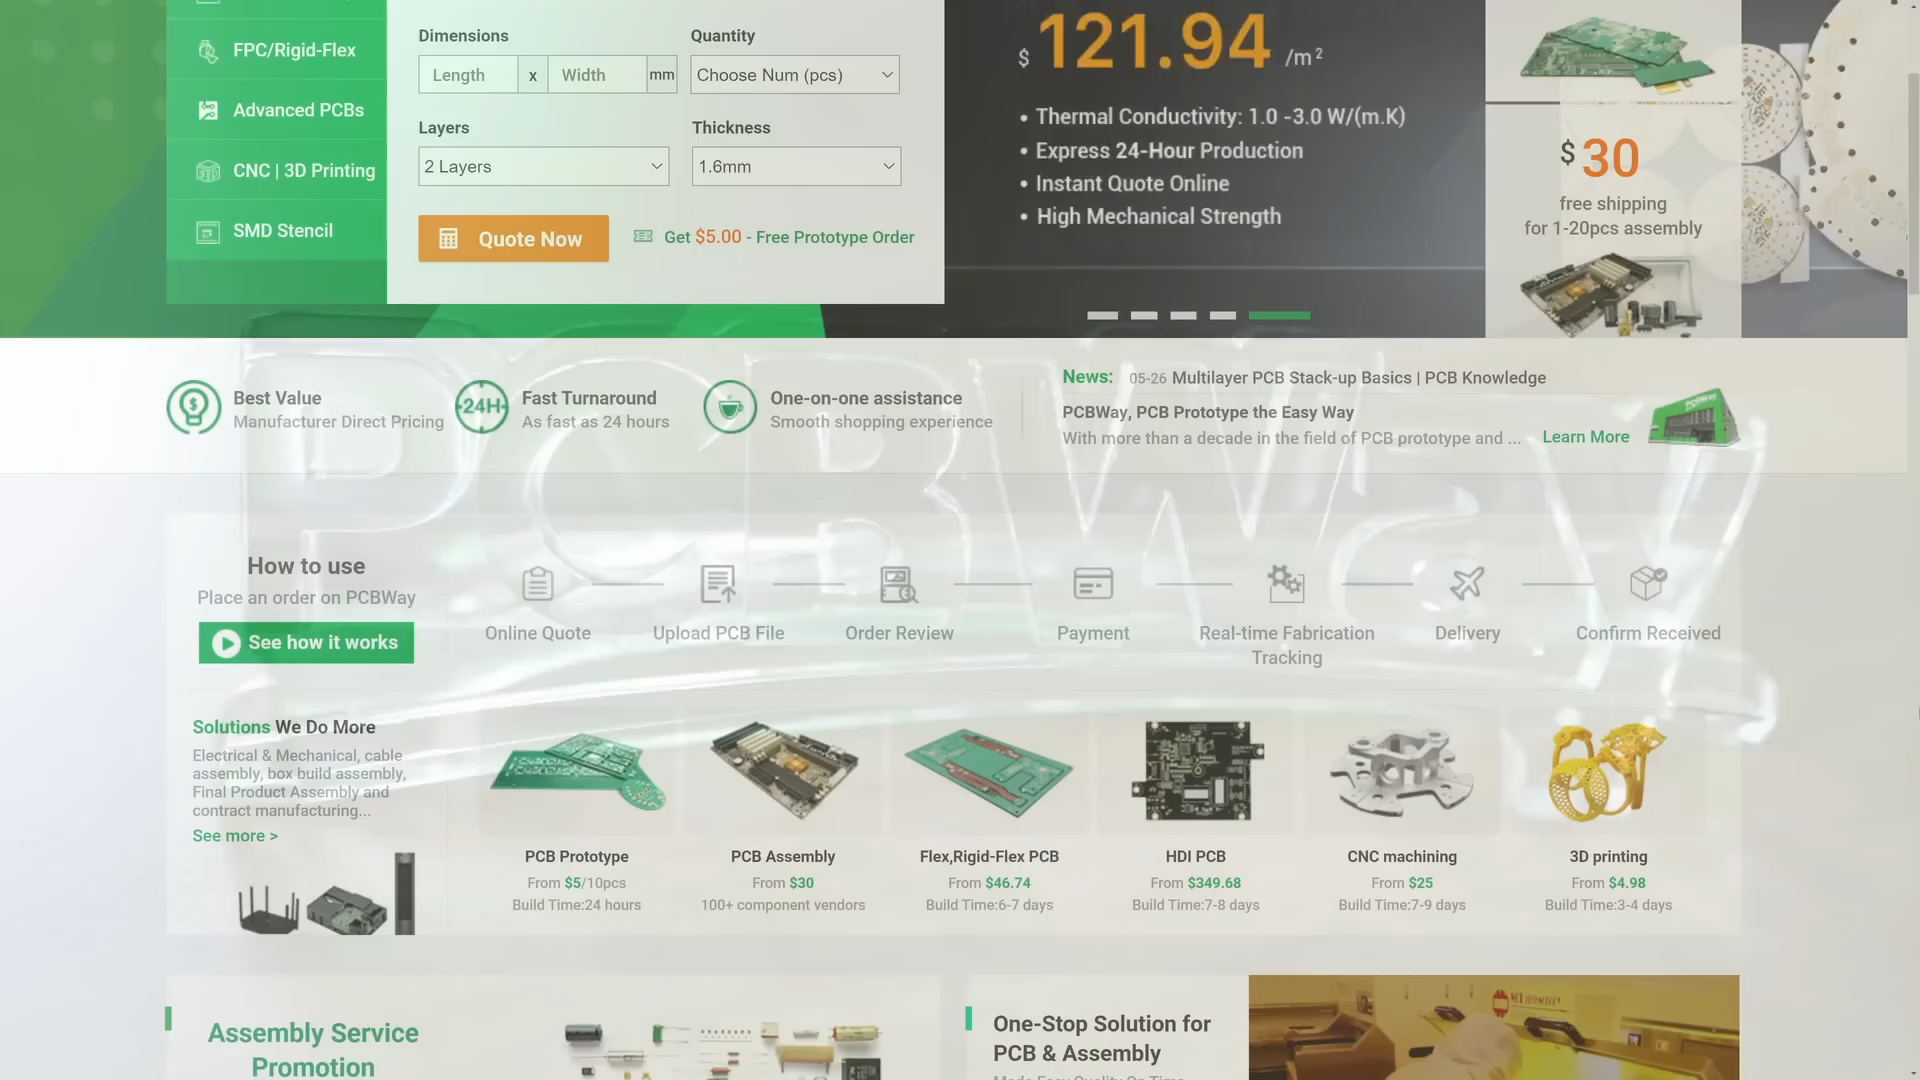 FPC/Rigid-Flex
Advanced PCBs
CNC | 3D Printing
SMD Stencil
Dimensions
Quantity
Length
x
Width
mm
Choose Num (pcs)
Layers
Thickness
2 Layers
1.6mm
Quote Now
Get $5.00 - Free Prototype Order
$ 121.94 /m²
• Thermal Conductivity: 1.0 -3.0 W/(m.K)
• Express 24-Hour Production
• Instant Quote Online
• High Mechanical Strength
$30
free shipping
for 1-20pcs assembly
Best Value
Manufacturer Direct Pricing
24H
Fast Turnaround
As fast as 24 hours
One-on-one assistance
Smooth shopping experience
News: 05-26 Multilayer PCB Stack-up Basics | PCB Knowledge
PCBWay, PCB Prototype the Easy Way
With more than a decade in the field of PCB prototype and ... Learn More
PCBWay
PCBWay
How to use
Place an order on PCBWay
See how it works
Online Quote
Upload PCB File
Order Review
Payment
Real-time Fabrication
Tracking
Delivery
Confirm Received
Solutions We Do More
Electrical & Mechanical, cable
assembly, box build assembly,
Final Product Assembly and
contract manufacturing...
See more >
PCB Prototype
From $5/10pcs
Build Time:24 hours
PCB Assembly
From $30
100+ component vendors
Flex,Rigid-Flex PCB
From $46.74
Build Time:6-7 days
HDI PCB
From $349.68
Build Time:7-8 days
CNC machining
From $25
Build Time:7-9 days
3D printing
From $4.98
Build Time:3-4 days
Assembly Service
Promotion
One-Stop Solution for
PCB & Assembly
Made Easy Quality On Time